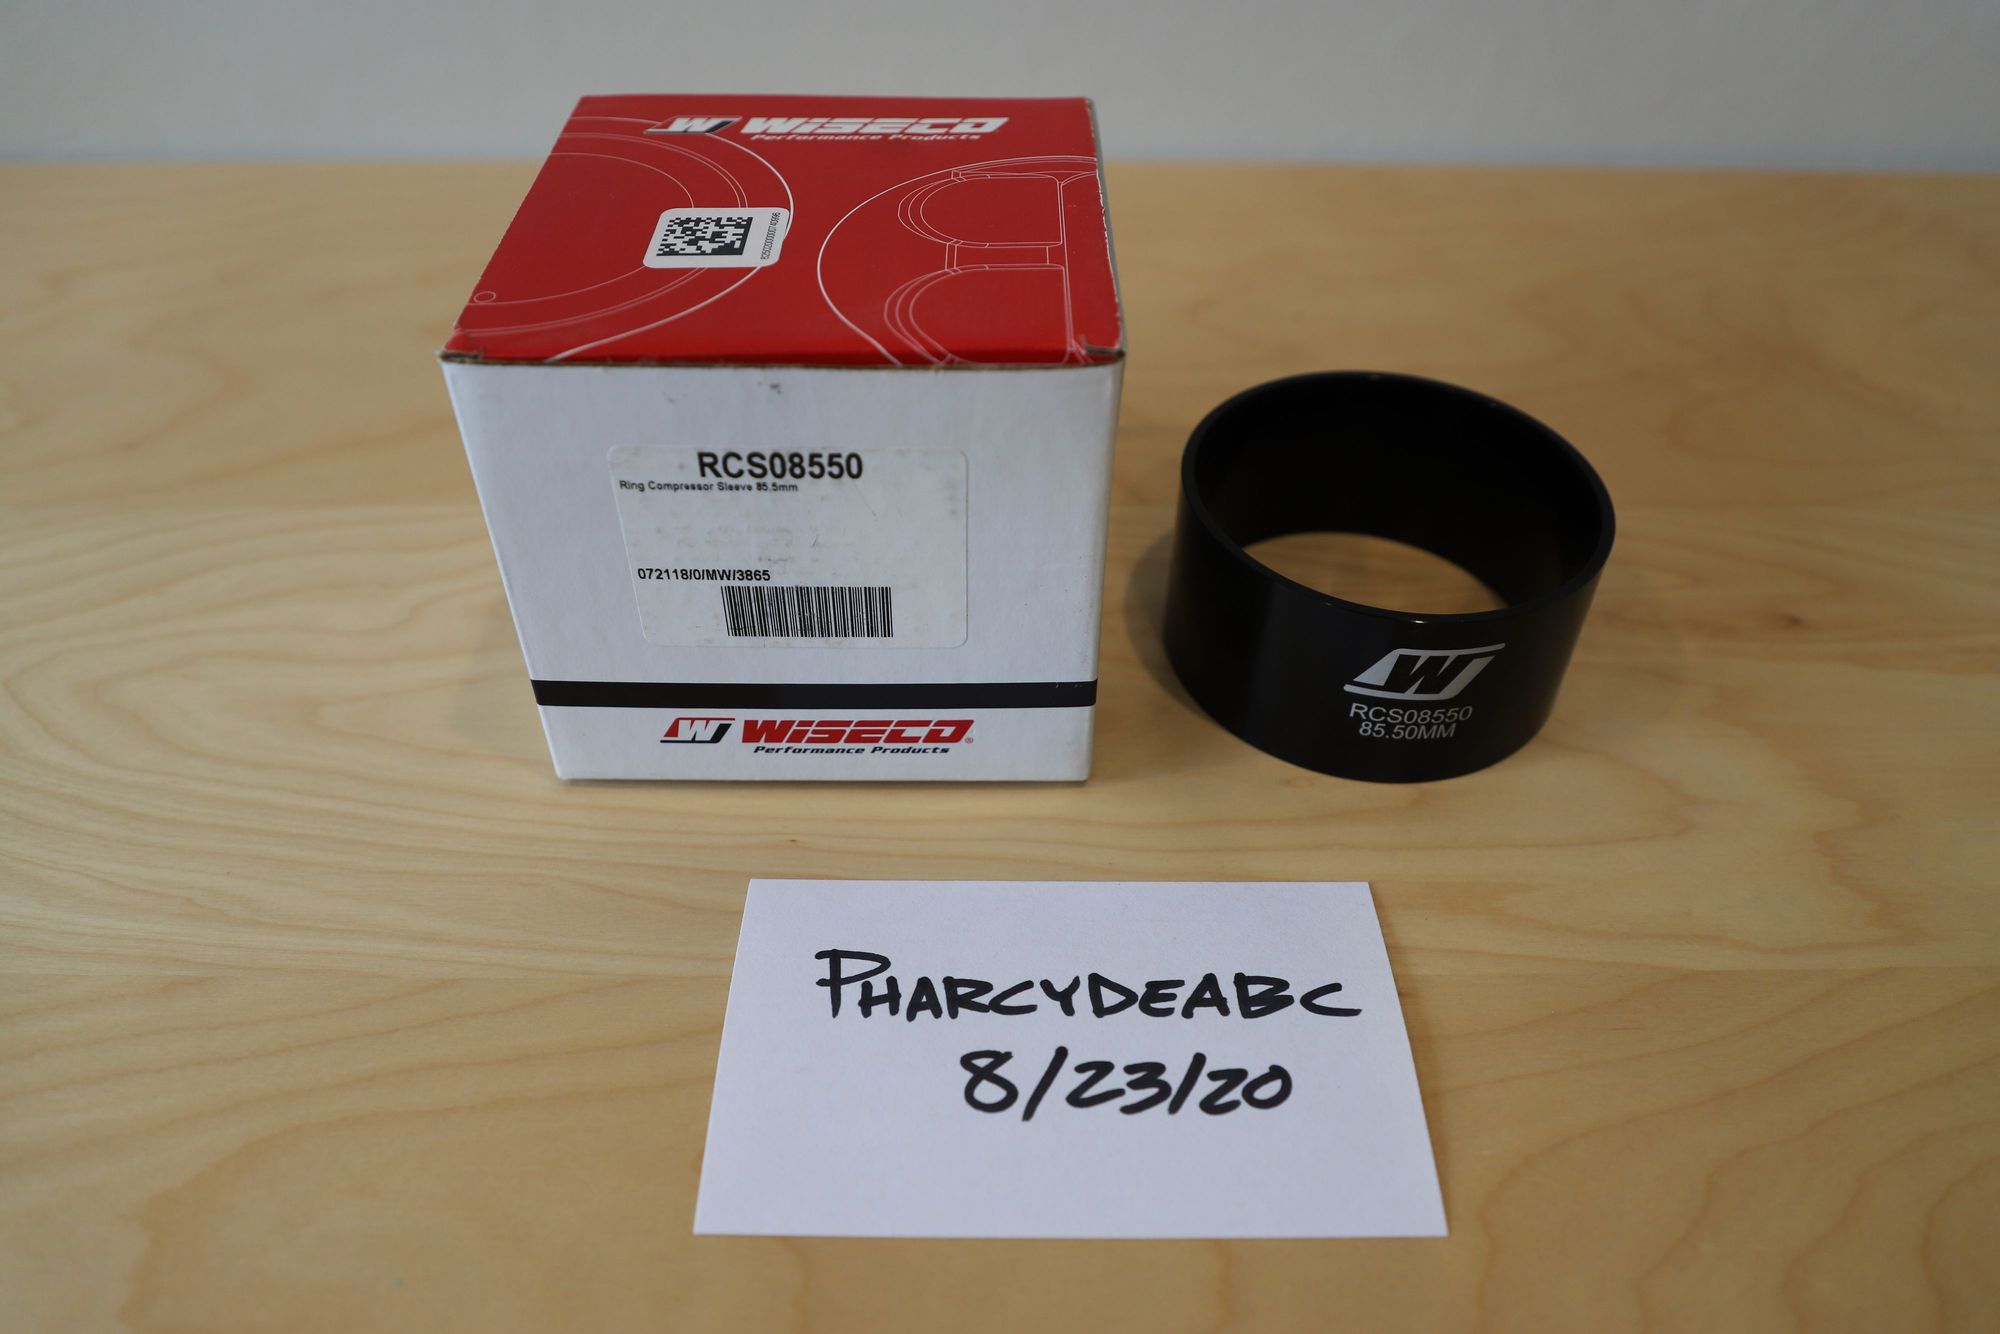 W WISECO
Performance Products
RCS08550
Ring Compressor Sleeve 85.5mm
072118/0/MW/3865
W WISECO®
Performance Products
W
RCS08550
85.50MM
PHARCYDEABC
8/23/20